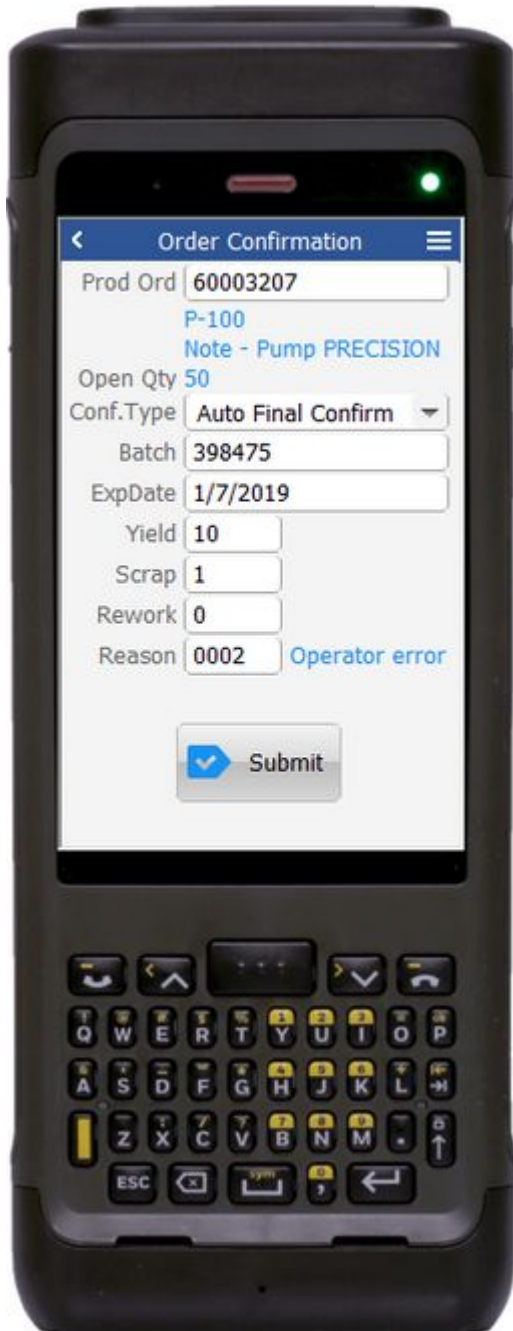 Order Confirmation
Prod Ord 60003207
P-100
Note - Pump PRECISION
Open Qty 50
Conf.Type Auto Final Confirm
Batch 398475
ExpDate 1/7/2019
Yield 10
Scrap 1
Rework 0
Reason 0002 Operator error
Submit
Q W E R T Y U I O P
A S D F G H J K L
Z X C V B N M .
ESC sym ,